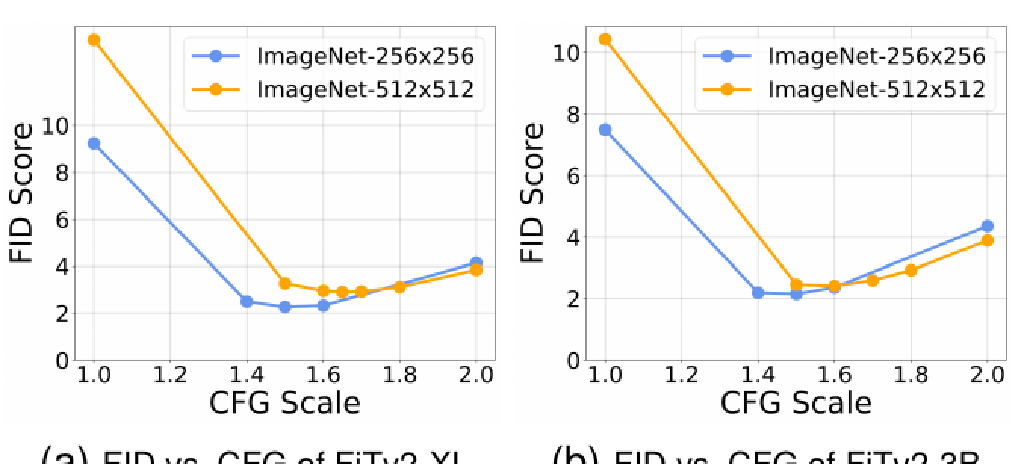 ImageNet-256x256
ImageNet-512x512
FID Score
10
8
6
4
2
0
1.0 1.2 1.4 1.6 1.8 2.0
CFG Scale
ImageNet-256x256
ImageNet-512x512
FID Score
10
8
6
4
2
0
1.0 1.2 1.4 1.6 1.8 2.0
CFG Scale
(a) FID vs. CFG of FiTv2-XL
(b) FID vs. CFG of FiTv2-3B